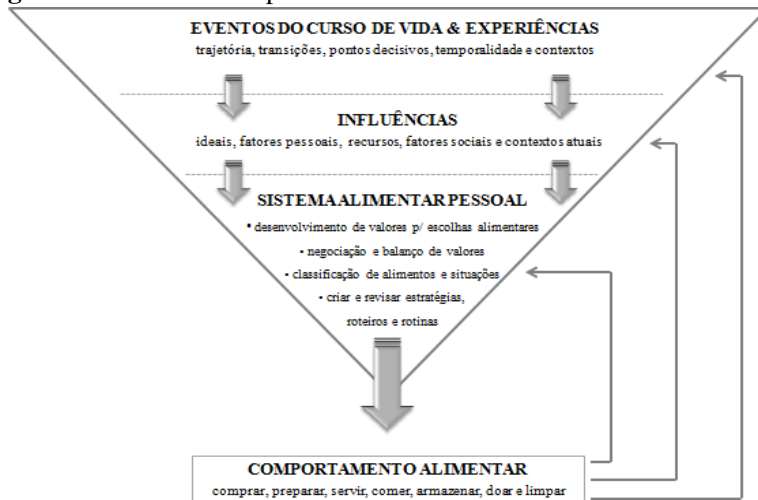 EVENTOS DO CURSO DE VIDA & EXPERIÊNCIAS
trajetória, transições, pontos decisivos, temporalidade e contextos
INFLUÊNCIAS
ideais, fatores pessoais, recursos, fatores sociais e contextos atuais
SISTEMA ALIMENTAR PESSOAL
• desenvolvimento de valores p/ escolhas alimentares
• negociação e balanço de valores
• classificação de alimentos e situações
• criar e revisar estratégias,
roteiros e rotinas
COMPORTAMENTO ALIMENTAR
comprar, preparar, servir, comer, armazenar, doar e limpar